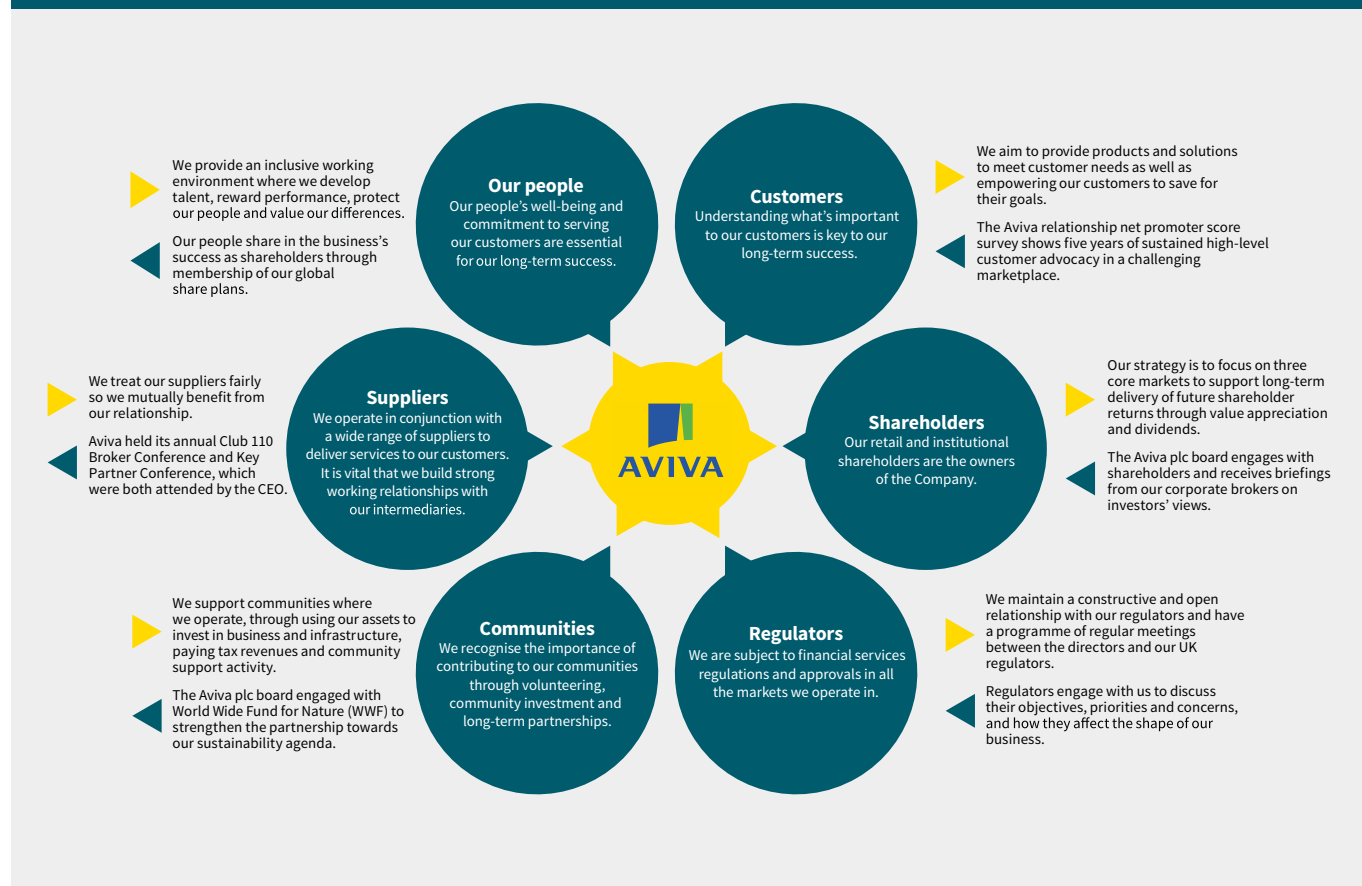 We provide an inclusive working
environment where we develop
talent, reward performance, protect
our people and value our differences.
Our people share in the business's
success as shareholders through
membership of our global
share plans.
Our people
Our people's well-being and
commitment to serving
our customers are essential
for our long-term success.
Customers
Understanding what's important
to our customers is key to our
long-term success.
We aim to provide products and solutions
to meet customer needs as well as
empowering our customers to save for
their goals.
The Aviva relationship net promoter score
survey shows five years of sustained high-level
customer advocacy in a challenging
marketplace.
We treat our suppliers fairly
so we mutually benefit from
our relationship.
Aviva held its annual Club 110
Broker Conference and Key
Partner Conference, which
were both attended by the CEO.
Suppliers
We operate in conjunction with
a wide range of suppliers to
deliver services to our customers.
It is vital that we build strong
working relationships with
our intermediaries.
AVIVA
Shareholders
Our retail and institutional
shareholders are the owners
of the Company.
Our strategy is to focus on three
core markets to support long-term
delivery of future shareholder
returns through value appreciation
and dividends.
The Aviva plc board engages with
shareholders and receives briefings
from our corporate brokers on
investors' views.
We support communities where
we operate, through using our assets to
invest in business and infrastructure,
paying tax revenues and community
support activity.
The Aviva plc board engaged with
World Wide Fund for Nature (WWF) to
strengthen the partnership towards
our sustainability agenda.
Communities
We recognise the importance of
contributing to our communities
through volunteering,
community investment and
long-term partnerships.
Regulators
We are subject to financial services
regulations and approvals in all
the markets we operate in.
We maintain a constructive and open
relationship with our regulators and have
a programme of regular meetings
between the directors and our UK
regulators.
Regulators engage with us to discuss
their objectives, priorities and concerns,
and how they affect the shape of our
business.